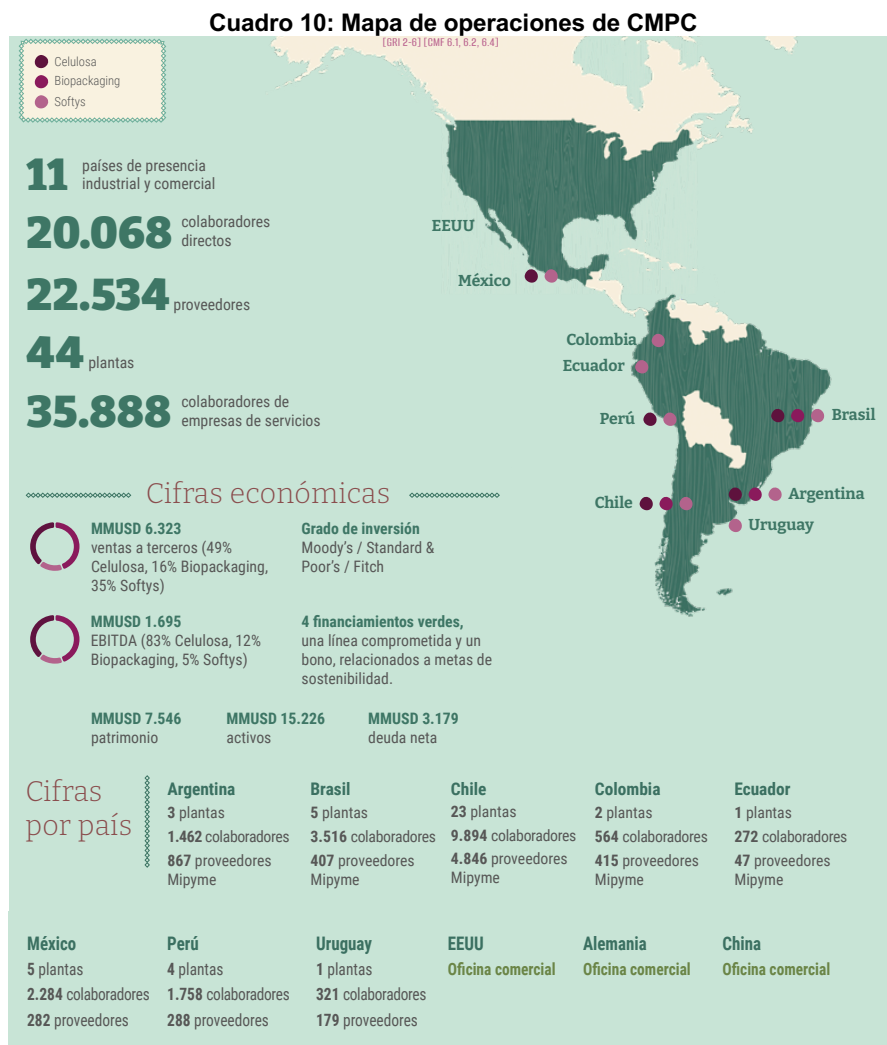 Cuadro 10: Mapa de operaciones de CMPC
[GRI 2-6] [CMF 6.1, 6.2, 6.4]
Celulosa
Biopackaging
Softys
11 países de presencia
industrial y comercial
20.068 colaboradores
directos
22.534 proveedores
44 plantas
35.888 colaboradores de
empresas de servicios
EEUU
México
Colombia
Ecuador
Perú
Brasil
Chile
Argentina
Uruguay
Cifras económicas
MMUSD 6.323
ventas a terceros (49%
Celulosa, 16% Biopackaging,
35% Softys)
Grado de inversión
Moody's / Standard &
Poor's / Fitch
MMUSD 1.695
EBITDA (83% Celulosa, 12%
Biopackaging, 5% Softys)
4 financiamientos verdes,
una línea comprometida y un
bono, relacionados a metas de
sostenibilidad.
MMUSD 7.546
patrimonio
MMUSD 15.226
activos
MMUSD 3.179
deuda neta
Cifras
por país
Argentina
3 plantas
1.462 colaboradores
867 proveedores
Mipyme
Brasil
5 plantas
3.516 colaboradores
407 proveedores
Mipyme
Chile
23 plantas
9.894 colaboradores
4.846 proveedores
Mipyme
Colombia
2 plantas
564 colaboradores
415 proveedores
Mipyme
Ecuador
1 plantas
272 colaboradores
47 proveedores
Mipyme
México
5 plantas
2.284 colaboradores
282 proveedores
Perú
4 plantas
1.758 colaboradores
288 proveedores
Uruguay
1 plantas
321 colaboradores
179 proveedores
EEUU
Oficina comercial
Alemania
Oficina comercial
China
Oficina comercial